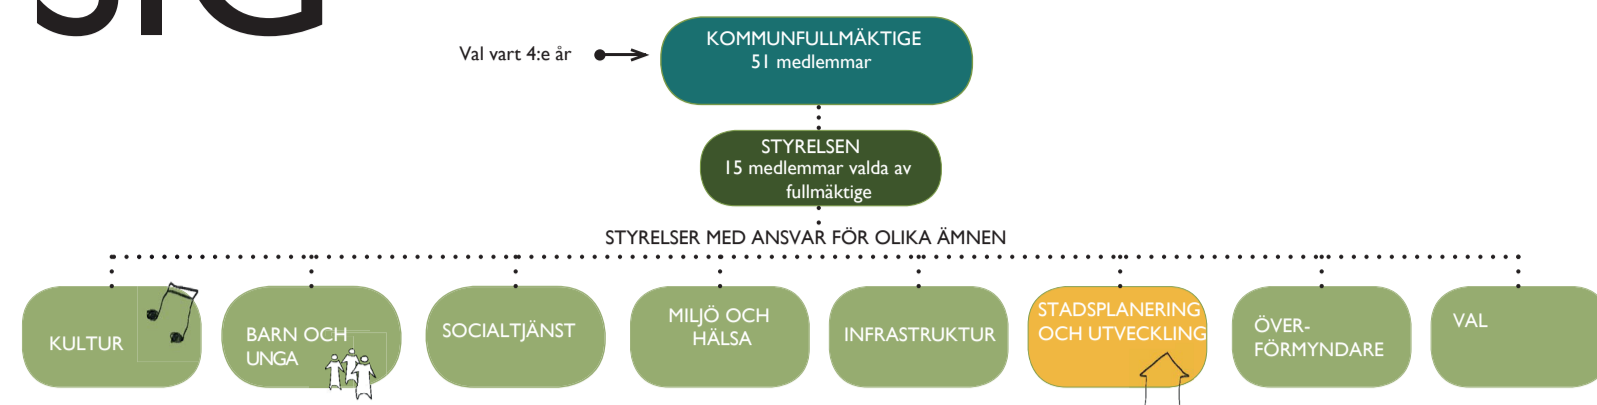 SIG
Val vart 4:e år
KOMMUNFULLMÄKTIGE
51 medlemmar
STYRELSEN
15 medlemmar valda av
fullmäktige
STYRELSER MED ANSVAR FÖR OLIKA ÄMNEN
KULTUR
BARN OCH
UNGA
SOCIALTJÄNST
MILJÖ OCH
HÄLSA
INFRASTRUKTUR
STADSPLANERING
OCH UTVECKLING
ÖVER-
FÖRMYNDARE
VAL